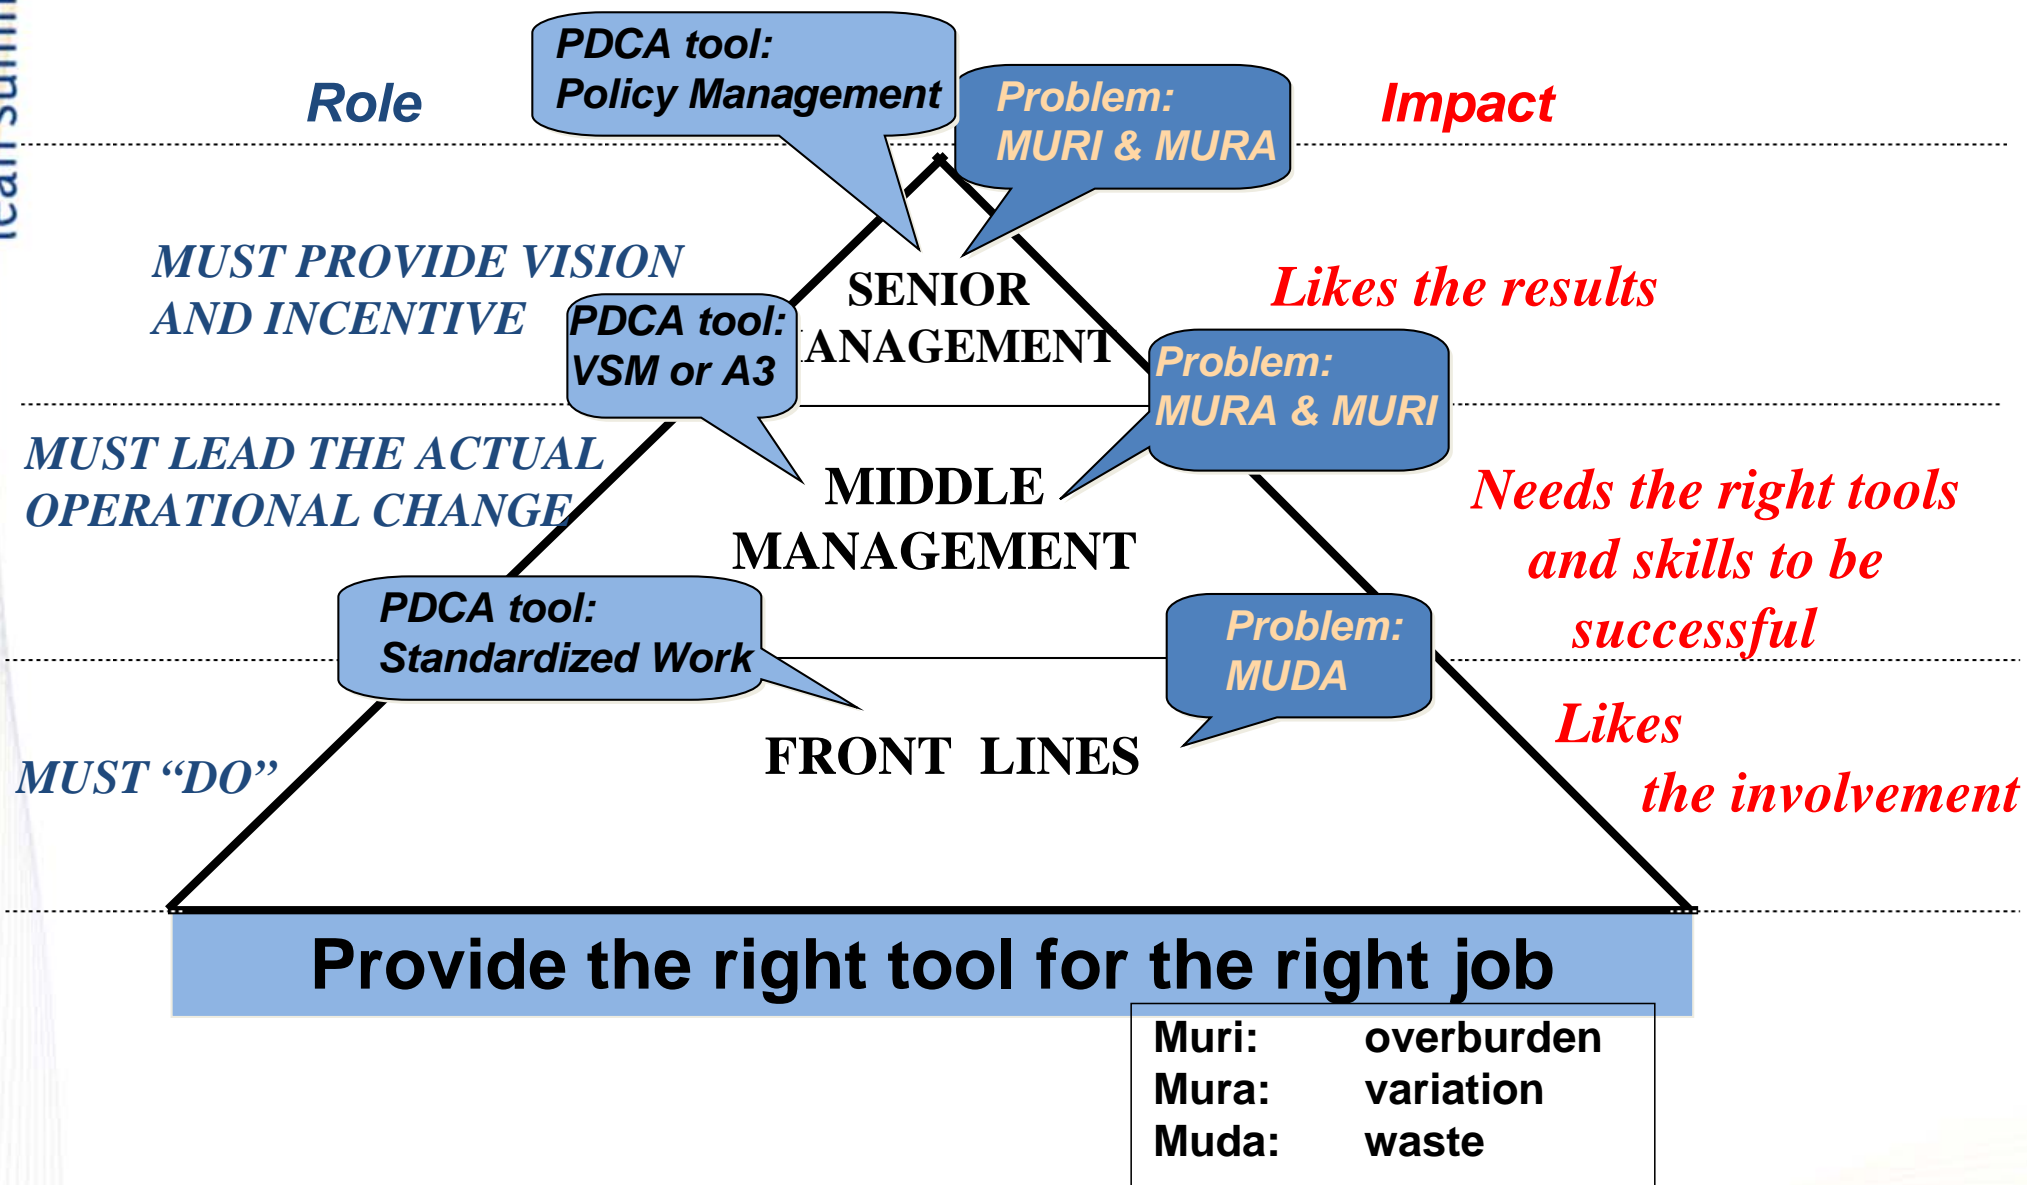 PDCA tool:
Policy Management
Role
Problem:
MURI & MURA
Impact
MUST PROVIDE VISION
AND INCENTIVE
SENIOR
ANAGEMENT
Likes the results
PDCA tool:
VSM or A3
Problem:
MURA & MURI
MUST LEAD THE ACTUAL
OPERATIONAL CHANGE
MIDDLE
MANAGEMENT
Needs the right tools
and skills to be
successful
PDCA tool:
Standardized Work
Problem:
MUDA
MUST “DO”
FRONT LINES
Likes
the involvement
Provide the right tool for the right job
Muri: overburden
Mura: variation
Muda: waste